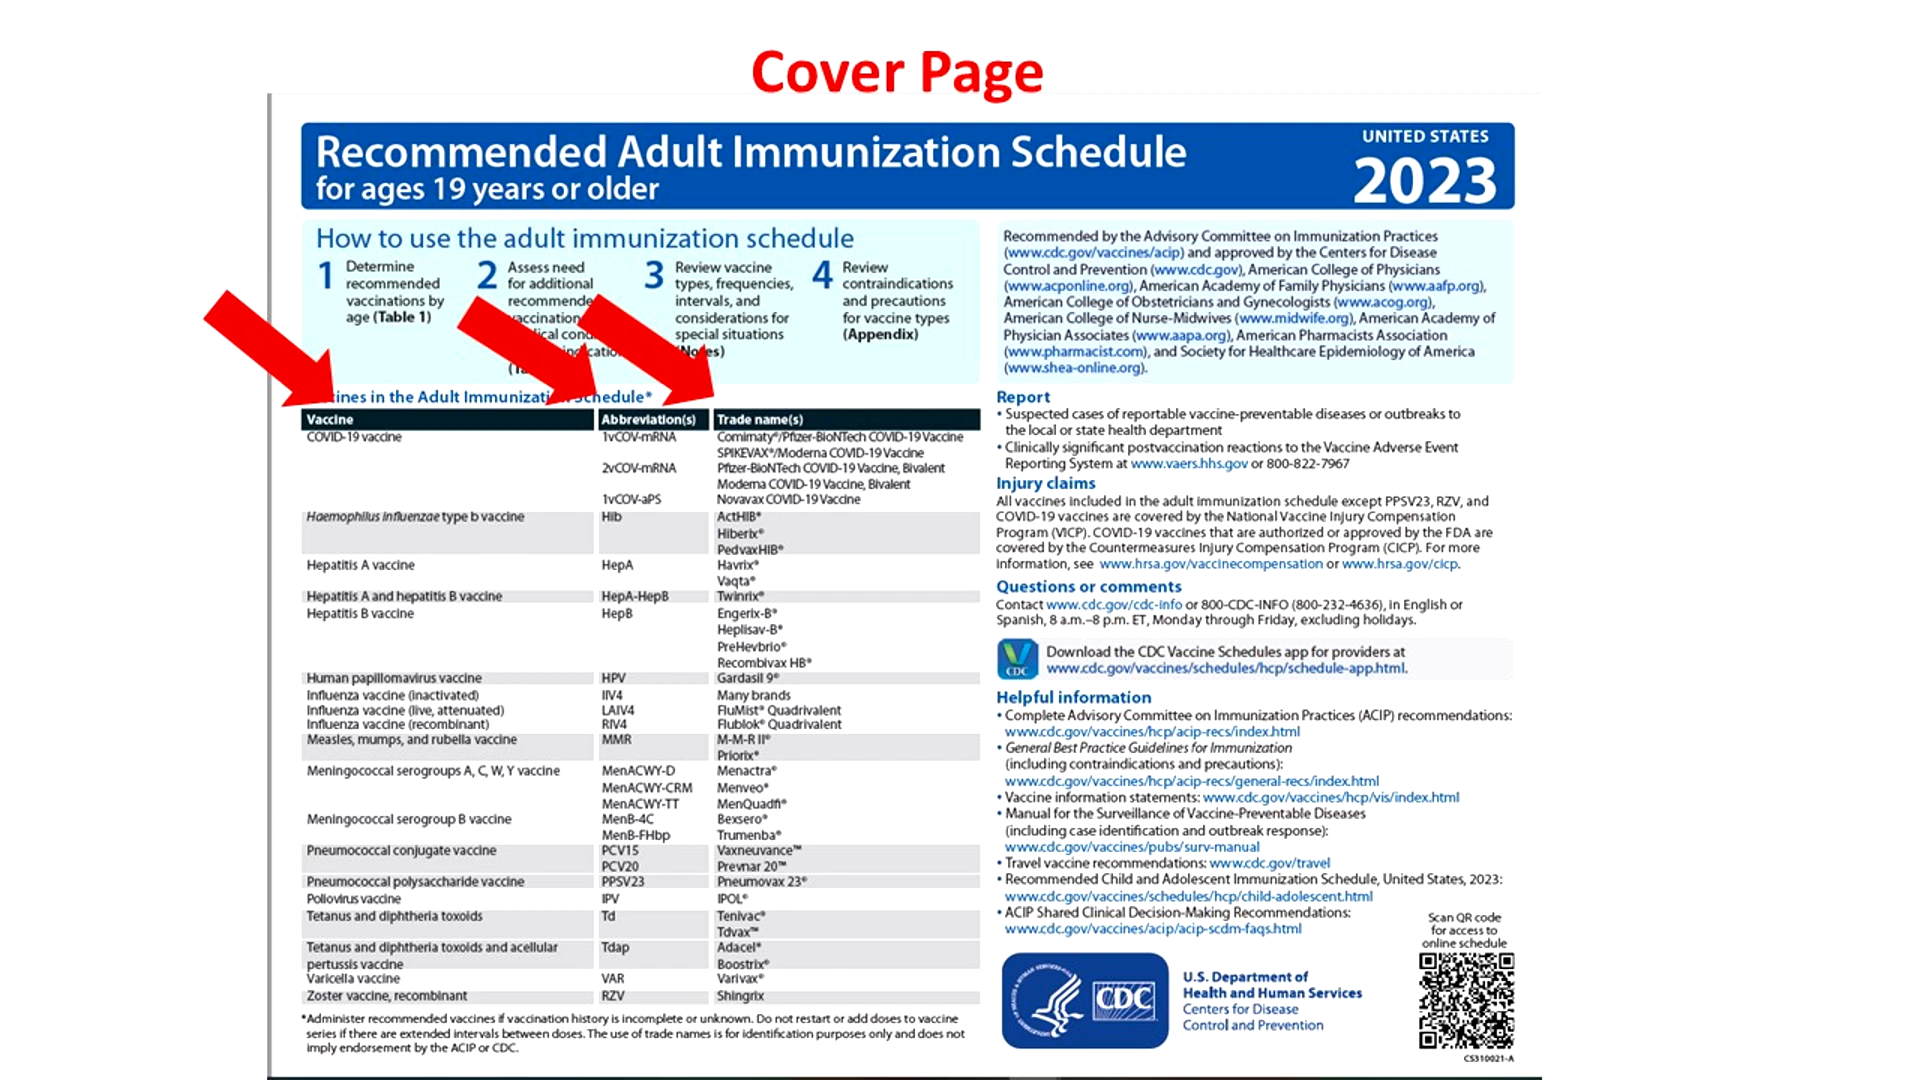 Cover Page
Recommended Adult Immunization Schedule
for ages 19 years or older
UNITED STATES
2023
How to use the adult immunization schedule
1 Determine
recommended
vaccinations by
age (Table 1)
2 Assess need
for additional
recommende
vaccination
3 Review vaccine
types, frequencies,
intervals, and
considerations for
special situations
4 Review
contraindications
and precautions
for vaccine types
(Appendix)
in the Adult Immunizati
Vaccine Abbreviation(s) Trade name(s)
COVID-19 vaccine 1vCOV-mRNA Comirnaty®/Pfizer-BioNTech COVID-19 Vaccine
SPIKEVAX®/Moderna COVID-19 Vaccine
2vCOV-mRNA Pfizer-BioNTech COVID-19 Vaccine, Bivalent
Moderna COVID-19 Vaccine, Bivalent
1vCOV-aPS Novavax COVID-19 Vaccine
Haemophilus influenzae type b vaccine Hib ActHIB®
Hiberix®
PedvaxHIB®
Hepatitis A vaccine HepA Havrix®
Vaqta®
Hepatitis A and hepatitis B vaccine HepA-HepB Twinrix®
Hepatitis B vaccine HepB Engerix-B®
Heplisav-B®
PreHevbrio®
Recombivax HB®
Human papillomavirus vaccine HPV Gardasil 9®
Influenza vaccine (inactivated) IIV4 Many brands
Influenza vaccine (live, attenuated) LAIV4 FluMist® Quadrivalent
Influenza vaccine (recombinant) RIV4 Flublok® Quadrivalent
Measles, mumps, and rubella vaccine MMR M-M-R II®
Priorix®
Meningococcal serogroups A, C, W, Y vaccine MenACWY-D Menactra®
MenACWY-CRM Menveo®
MenACWY-TT MenQuadfi®
Meningococcal serogroup B vaccine MenB-4C Bexsero®
MenB-FHbp Trumenba®
Pneumococcal conjugate vaccine PCV15 Vaxneuvance™
PCV20 Prevnar 20™
Pneumococcal polysaccharide vaccine PPSV23 Pneumovax 23®
Poliovirus vaccine IPV IPOL®
Tetanus and diphtheria toxoids Td Tenivac®
Tdvax™
Tetanus and diphtheria toxoids and acellular Tdap Adacel®
pertussis vaccine Boostrix®
Varicella vaccine VAR Varivax®
Zoster vaccine, recombinant RZV Shingrix
*Administer recommended vaccines if vaccination history is incomplete or unknown. Do not restart or add doses to vaccine
series if there are extended intervals between doses. The use of trade names is for identification purposes only and does not
imply endorsement by the ACIP or CDC.
Recommended by the Advisory Committee on Immunization Practices
(www.cdc.gov/vaccines/acip) and approved by the Centers for Disease
Control and Prevention (www.cdc.gov), American College of Physicians
(www.acponline.org), American Academy of Family Physicians (www.aafp.org),
American College of Obstetricians and Gynecologists (www.acog.org),
American College of Nurse-Midwives (www.midwife.org), American Academy of
Physician Associates (www.aapa.org), American Pharmacists Association
(www.pharmacist.com), and Society for Healthcare Epidemiology of America
(www.shea-online.org).
Report
• Suspected cases of reportable vaccine-preventable diseases or outbreaks to
the local or state health department
• Clinically significant postvaccination reactions to the Vaccine Adverse Event
Reporting System at www.vaers.hhs.gov or 800-822-7967
Injury claims
All vaccines included in the adult immunization schedule except PPSV23, RZV, and
COVID-19 vaccines are covered by the National Vaccine Injury Compensation
Program (VICP). COVID-19 vaccines that are authorized or approved by the FDA are
covered by the Countermeasures Injury Compensation Program (CICP). For more
information, see www.hrsa.gov/vaccinecompensation or www.hrsa.gov/cicp.
Questions or comments
Contact www.cdc.gov/cdc-info or 800-CDC-INFO (800-232-4636), in English or
Spanish, 8 a.m.–8 p.m. ET, Monday through Friday, excluding holidays.
CDC
Download the CDC Vaccine Schedules app for providers at
www.cdc.gov/vaccines/schedules/hcp/schedule-app.html.
Helpful information
• Complete Advisory Committee on Immunization Practices (ACIP) recommendations:
www.cdc.gov/vaccines/hcp/acip-recs/index.html
• General Best Practice Guidelines for Immunization
(including contraindications and precautions):
www.cdc.gov/vaccines/hcp/acip-recs/general-recs/index.html
• Vaccine information statements: www.cdc.gov/vaccines/hcp/vis/index.html
• Manual for the Surveillance of Vaccine-Preventable Diseases
(including case identification and outbreak response):
www.cdc.gov/vaccines/pubs/surv-manual
• Travel vaccine recommendations: www.cdc.gov/travel
• Recommended Child and Adolescent Immunization Schedule, United States, 2023:
www.cdc.gov/vaccines/schedules/hcp/child-adolescent.html
• ACIP Shared Clinical Decision-Making Recommendations:
www.cdc.gov/vaccines/acip/acip-scdm-faqs.html
Scan QR code
for access to
online schedule
CDC
U.S. Department of
Health and Human Services
Centers for Disease
Control and Prevention
CS310021-A